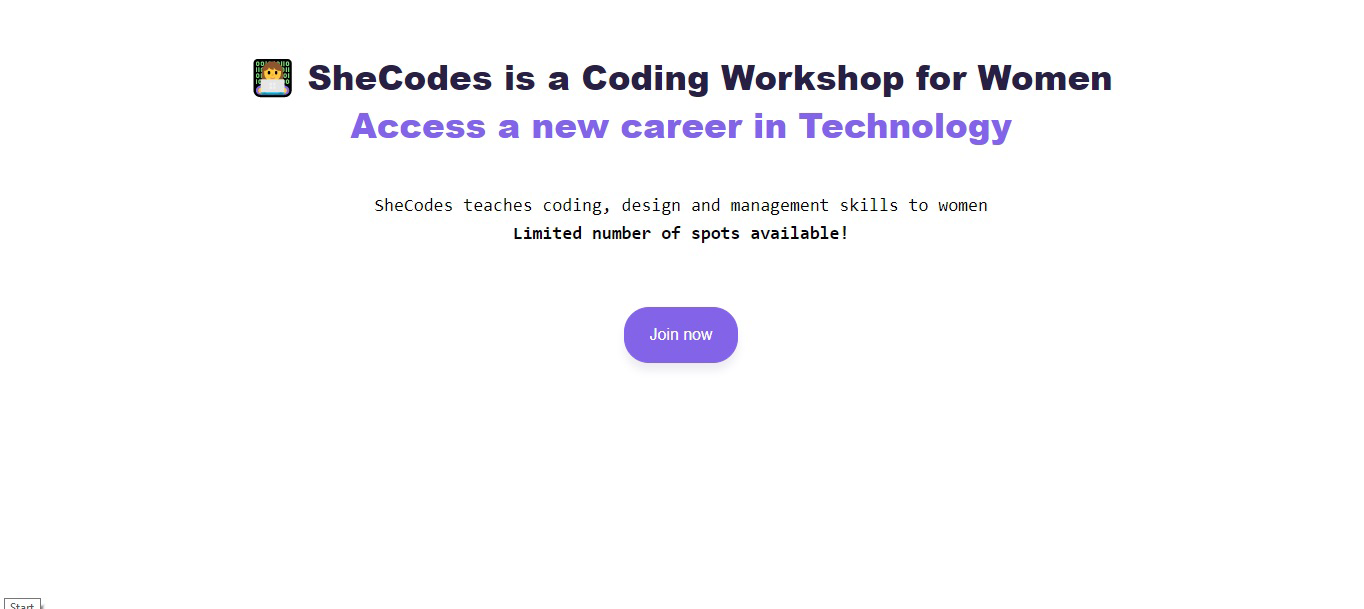 SheCodes is a Coding Workshop for Women
Access a new career in Technology
SheCodes teaches coding, design and management skills to women
Limited number of spots available!
Join now
Start